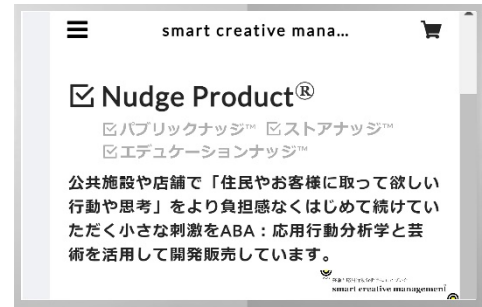 smart creative mana...
☑ Nudge Product®
☑パブリックナッジ™ ☑ストアナッジ™
☑エデュケーションナッジ™
公共施設や店舗で「住民やお客様に取って欲しい
行動や思考」をより負担感なくはじめて続けてい
ただく小さな刺激をABA：応用行動分析学と芸
術を活用して開発販売しています。
smart creative management